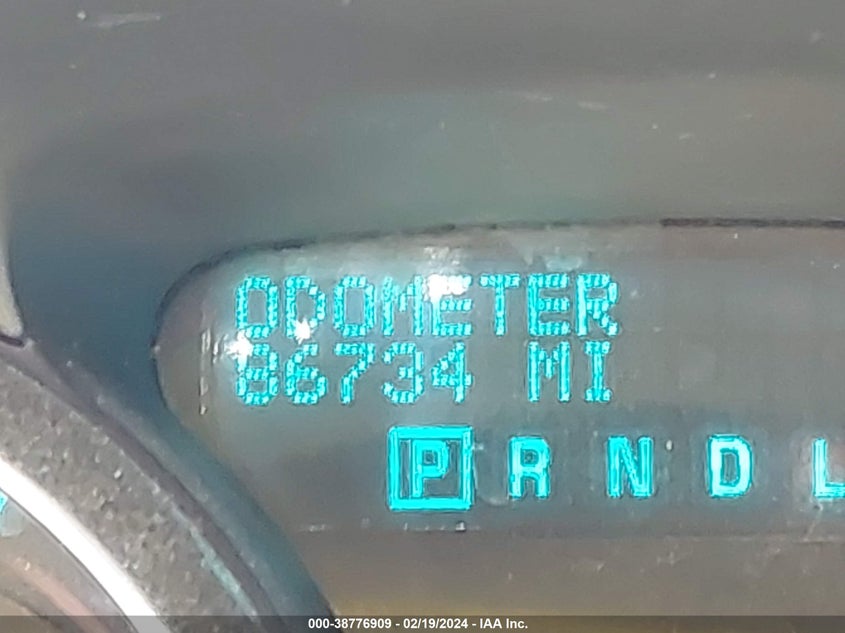 ODOMETER
86734 MI
P R N D L
000-38776909 - 02/19/2024 - IAA Inc.